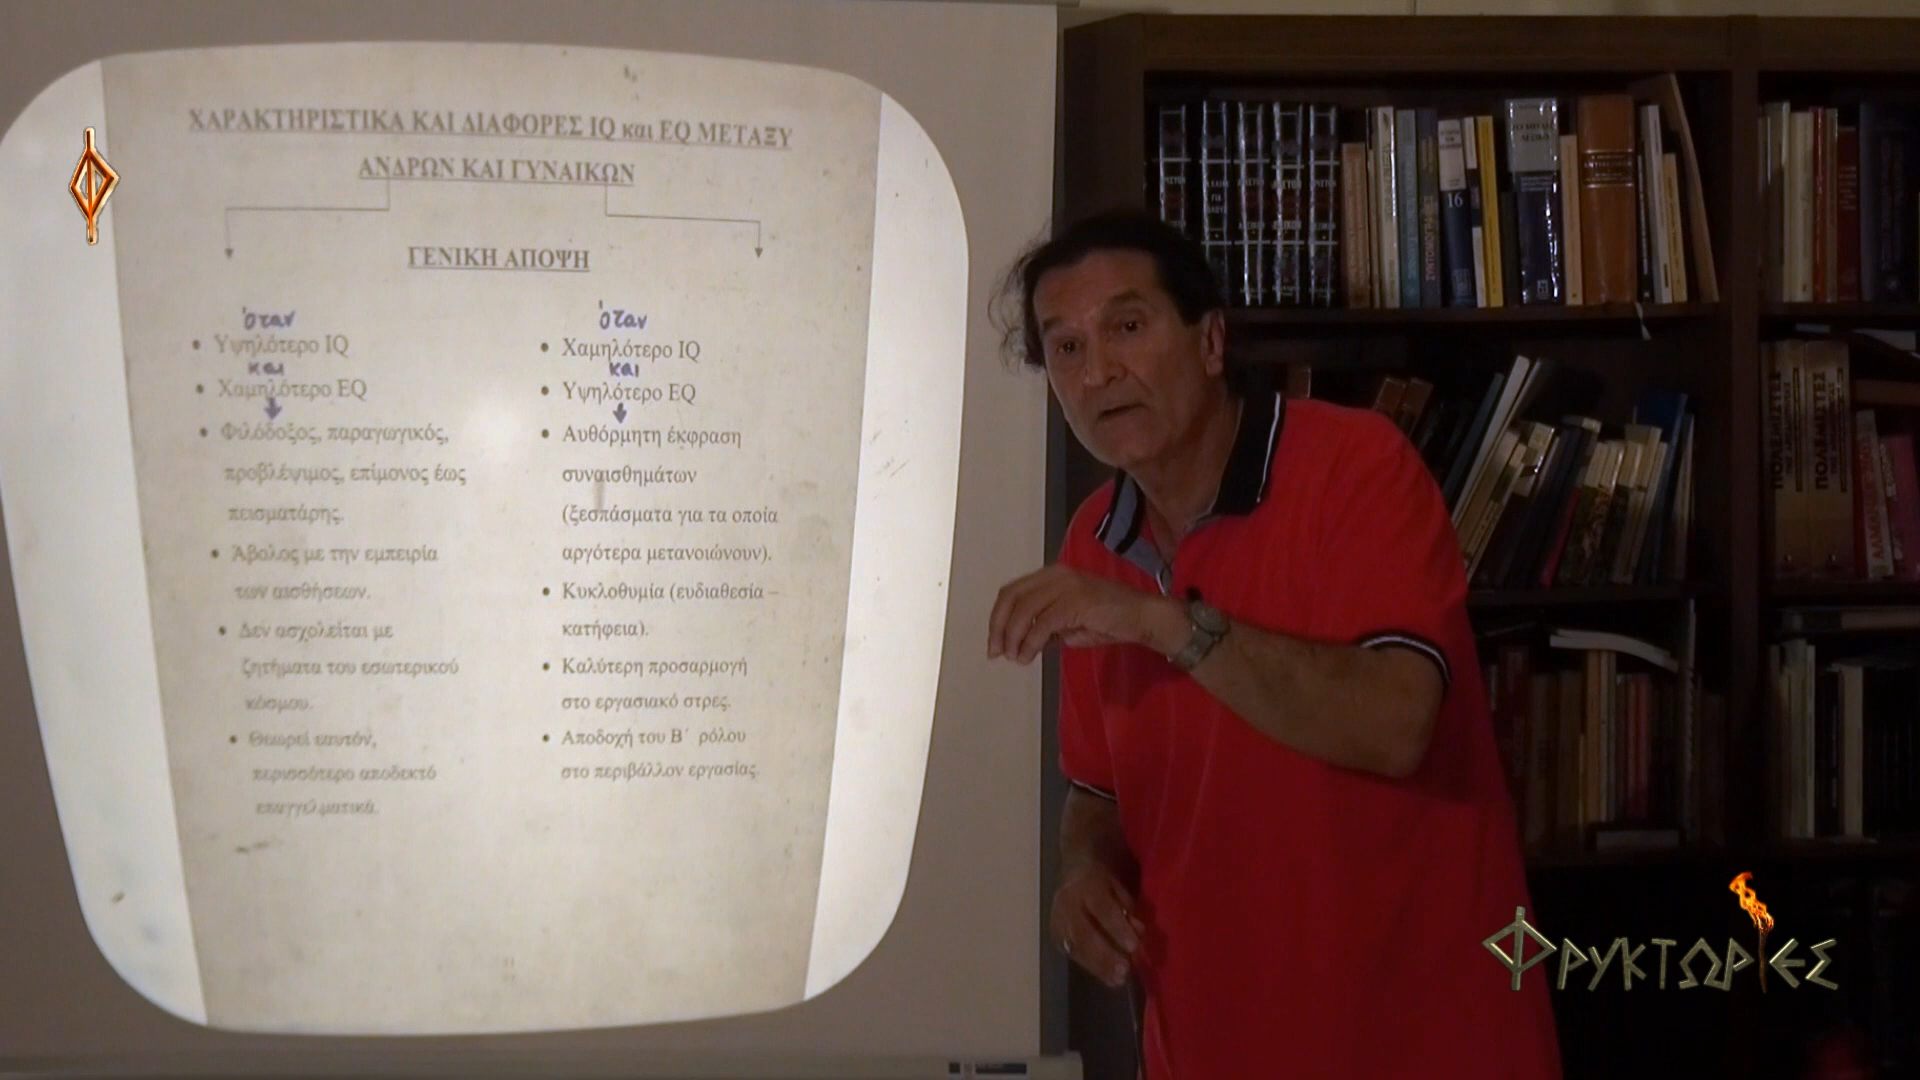 ΧΑΡΑΚΤΗΡΙΣΤΙΚΑ ΚΑΙ ΔΙΑΦΟΡΕΣ IQ και EQ ΜΕΤΑΞΥ
ΑΝΔΡΩΝ ΚΑΙ ΓΥΝΑΙΚΩΝ
ΓΕΝΙΚΗ ΑΠΟΨΗ
όταν
• Υψηλότερο IQ
και
• Χαμηλότερο EQ
• Φιλόδοξος, παραγωγικός,
προβλέψιμος, επίμονος έως
πεισματάρης.
• Άβολος με την εμπειρία
των αισθήσεων.
• Δεν ασχολείται με
ζητήματα του εσωτερικού
κόσμου.
• Θεωρεί εαυτόν,
περισσότερο αποδεκτό
επαγγελματικά.
όταν
• Χαμηλότερο IQ
και
• Υψηλότερο EQ
• Αυθόρμητη έκφραση
συναισθημάτων
(ξεσπάσματα για τα οποία
αργότερα μετανοιώνουν).
• Κυκλοθυμία (ευδιαθεσία –
κατήφεια).
• Καλύτερη προσαρμογή
στο εργασιακό στρες.
• Αποδοχή του Β΄ ρόλου
στο περιβάλλον εργασίας.
16
ΦΡΥΚΤΩΡΙΕΣ